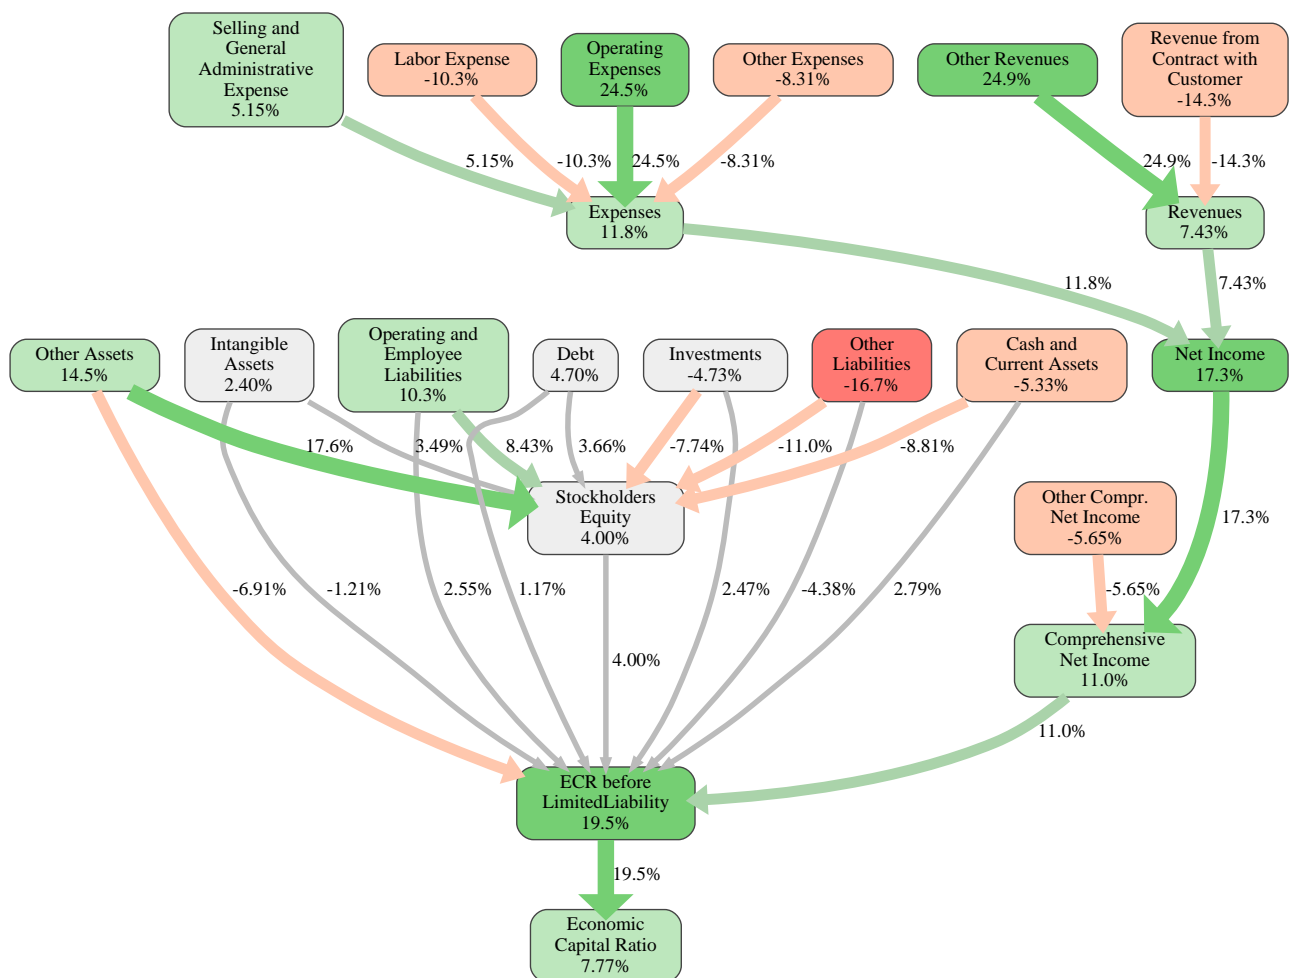 Selling and
General
Administrative
Expense
5.15%
Labor Expense
-10.3%
Operating
Expenses
24.5%
Other Expenses
-8.31%
Other Revenues
24.9%
Revenue from
Contract with
Customer
-14.3%
5.15%
-10.3%
24.5%
-8.31%
24.9%
-14.3%
Expenses
11.8%
Revenues
7.43%
11.8%
7.43%
Other Assets
14.5%
Intangible
Assets
2.40%
Operating and
Employee
Liabilities
10.3%
Debt
4.70%
Investments
-4.73%
Other
Liabilities
-16.7%
Cash and
Current Assets
-5.33%
Net Income
17.3%
17.6%
3.49%
8.43%
3.66%
-7.74%
-11.0%
-8.81%
Stockholders
Equity
4.00%
Other Compr.
Net Income
-5.65%
17.3%
-6.91%
-1.21%
2.55%
1.17%
2.47%
-4.38%
2.79%
-5.65%
4.00%
Comprehensive
Net Income
11.0%
11.0%
ECR before
LimitedLiability
19.5%
19.5%
Economic
Capital Ratio
7.77%